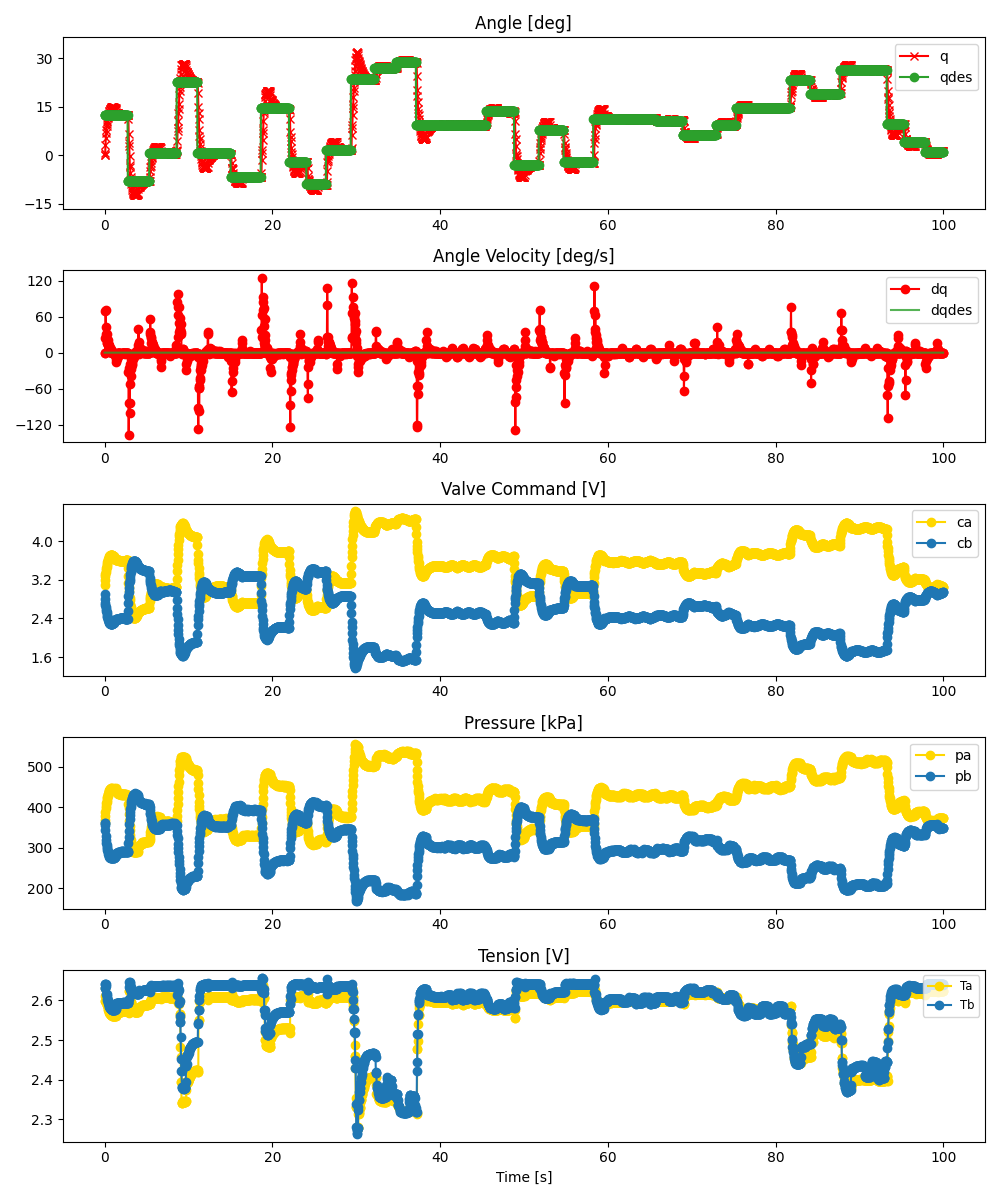 Angle [deg]
30
15
0
−15
q
qdes
0 20 40 60 80 100
Angle Velocity [deg/s]
120
60
0
−60
−120
dq
dqdes
0 20 40 60 80 100
Valve Command [V]
4.0
3.2
2.4
1.6
ca
cb
0 20 40 60 80 100
Pressure [kPa]
500
400
300
200
pa
pb
0 20 40 60 80 100
Tension [V]
2.6
2.5
2.4
2.3
Ta
Tb
0 20 40 60 80 100
Time [s]